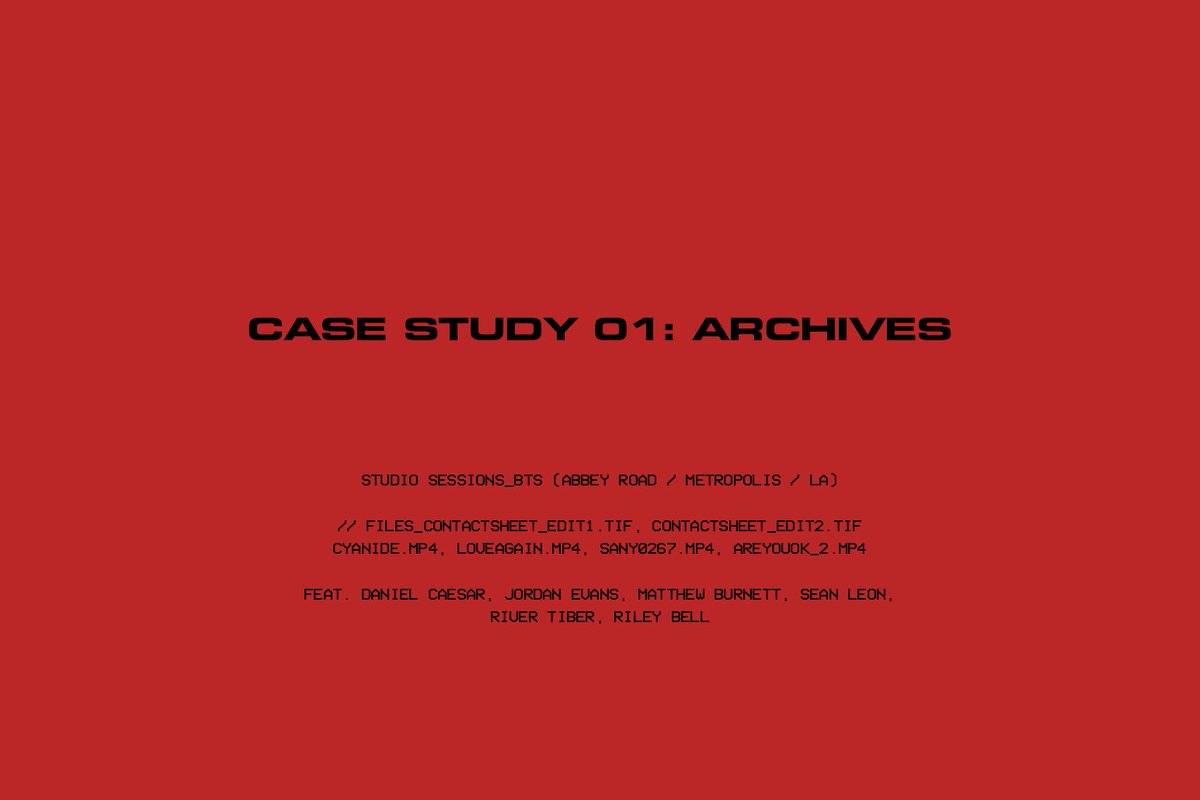 CASE STUDY 01: ARCHIVES
STUDIO SESSIONS_BTS (ABBEY ROAD / METROPOLIS / LA)
// FILES_CONTACTSHEET_EDIT1.TIF, CONTACTSHEET_EDIT2.TIF
CYANIDE.MP4, LOVEAGAIN.MP4, SANY0267.MP4, AREYOUOK_2.MP4
FEAT. DANIEL CAESAR, JORDAN EVANS, MATTHEW BURNETT, SEAN LEON,
RIVER TIBER, RILEY BELL